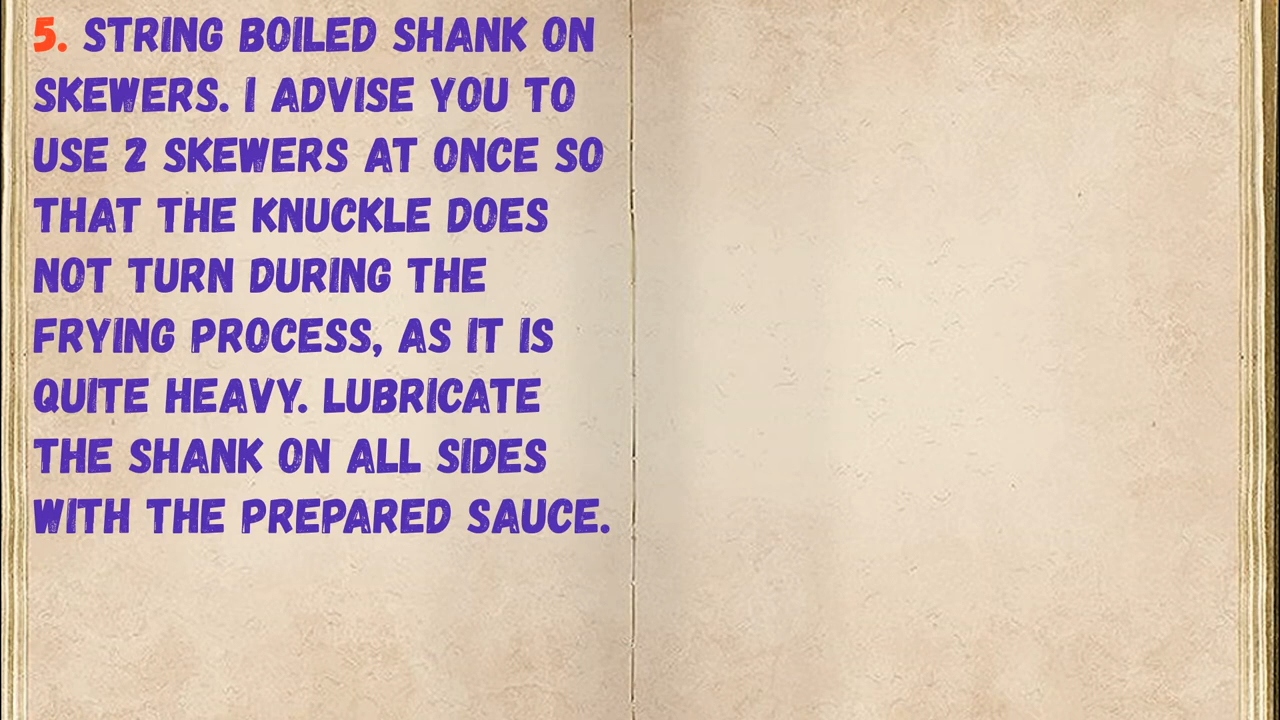 5. STRING BOILED SHANK ON
SKEWERS. I ADVISE YOU TO
USE 2 SKEWERS AT ONCE SO
THAT THE KNUCKLE DOES
NOT TURN DURING THE
FRYING PROCESS, AS IT IS
QUITE HEAVY. LUBRICATE
THE SHANK ON ALL SIDES
WITH THE PREPARED SAUCE.